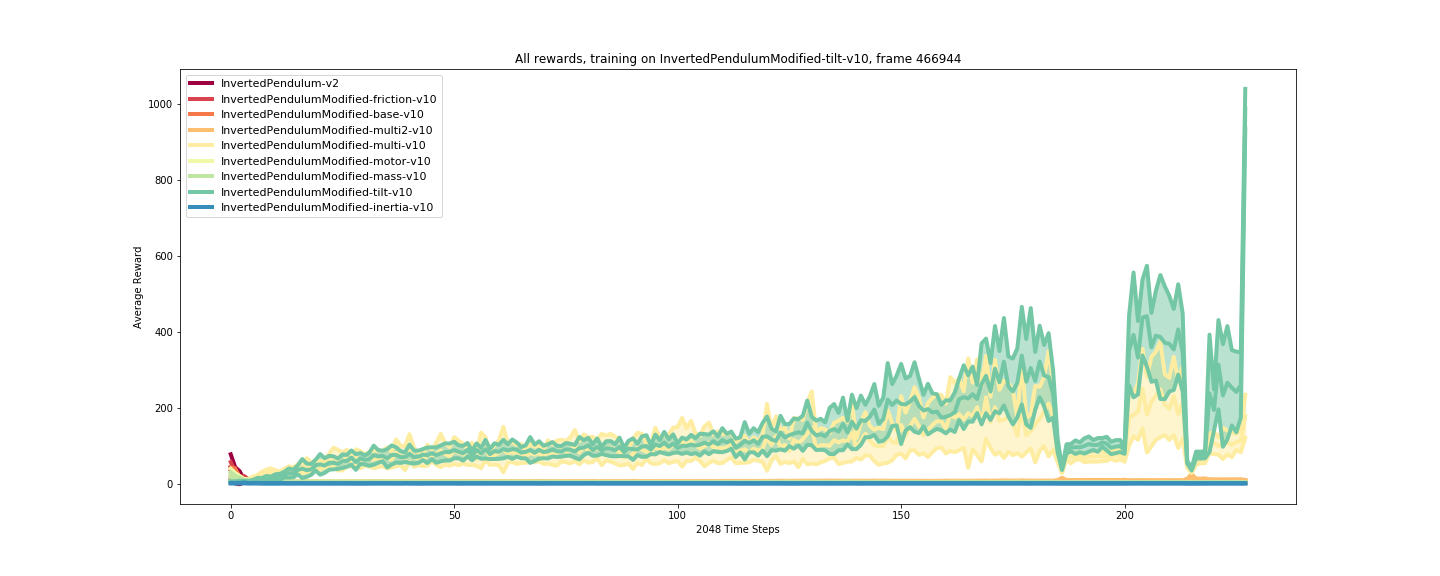 All rewards, training on InvertedPendulumModified-tilt-v10, frame 466944
InvertedPendulum-v2
InvertedPendulumModified-friction-v10
InvertedPendulumModified-base-v10
InvertedPendulumModified-multi2-v10
InvertedPendulumModified-multi-v10
InvertedPendulumModified-motor-v10
InvertedPendulumModified-mass-v10
InvertedPendulumModified-tilt-v10
InvertedPendulumModified-inertia-v10
1000
800
600
400
200
0
Average Reward
0 50 100 150 200
2048 Time Steps